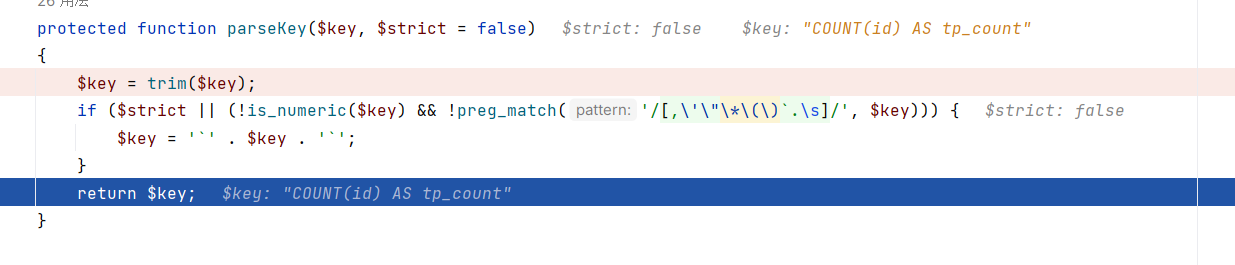 26 用法
protected function parseKey($key, $strict = false) $strict: false $key: "COUNT(id) AS tp_count"
{
$key = trim($key);
if ($strict || (!is_numeric($key) && !preg_match( pattern: '/[,\'\"\*\(\)`.\s]/', $key))) { $strict: false
$key = '`' . $key . '`';
}
return $key; $key: "COUNT(id) AS tp_count"
}